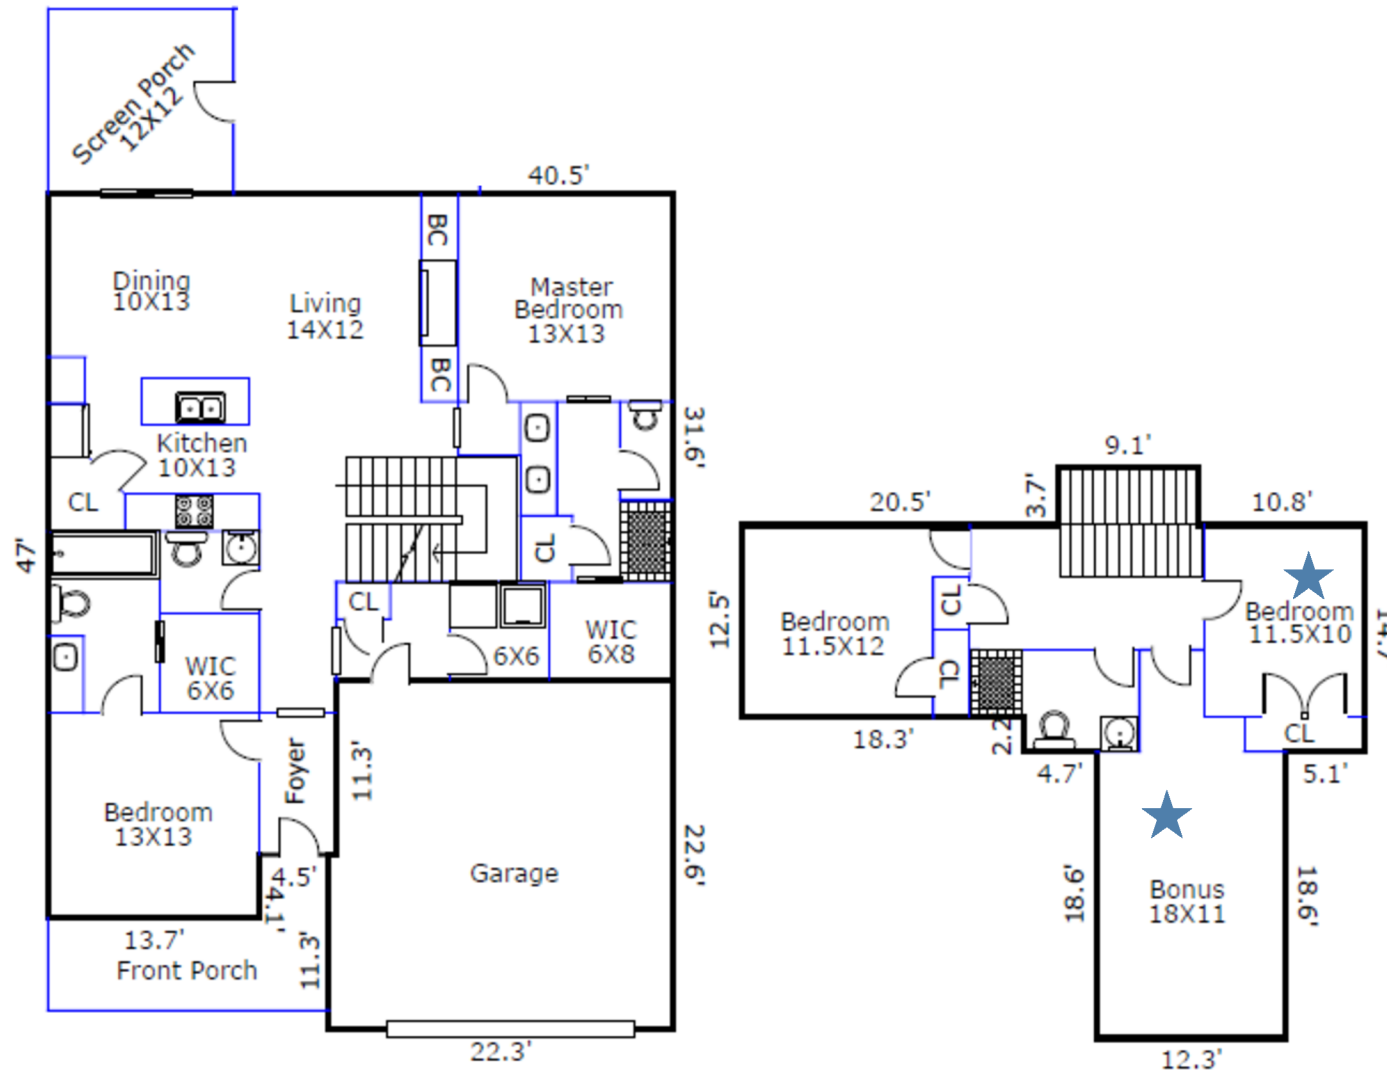 Screen Porch
12X12
40.5'
BC
Dining
10X13
Living
14X12
Master
Bedroom
13X13
BC
31.6'
Kitchen
10X13
CL
47'
CL
CL
WIC
6X6
6X6
WIC
6X8
Foyer
11.3'
Bedroom
13X13
4.5'
4.1'
Garage
22.6'
13.7'
Front Porch
11.3'
22.3'
9.1'
20.5'
3.7'
10.8'
12.5'
Bedroom
11.5X12
CL
CL
Bedroom
11.5X10
18.3'
2.2
CL
4.7'
5.1'
18.6'
Bonus
18X11
18.6'
12.3'